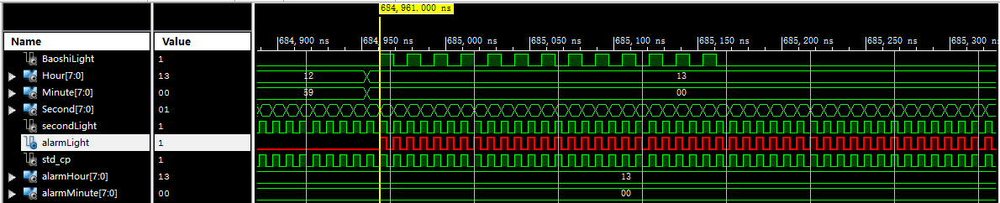 684,961.000 ns
684,900 ns 684,950 ns 685,000 ns 685,050 ns 685,100 ns 685,150 ns 685,200 ns 685,250 ns 685,300 ns
Name Value
BaoshiLight 1
Hour[7:0] 13 12 13
Minute[7:0] 00 59 00
Second[7:0] 01
secondLight 1
alarmLight 1
std_cp 1
alarmHour[7:0] 13 13
alarmMinute[7:0] 00 00